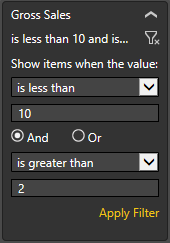 Gross Sales
is less than 10 and is...
Show items when the value:
is less than
10
And Or
is greater than
2
Apply Filter